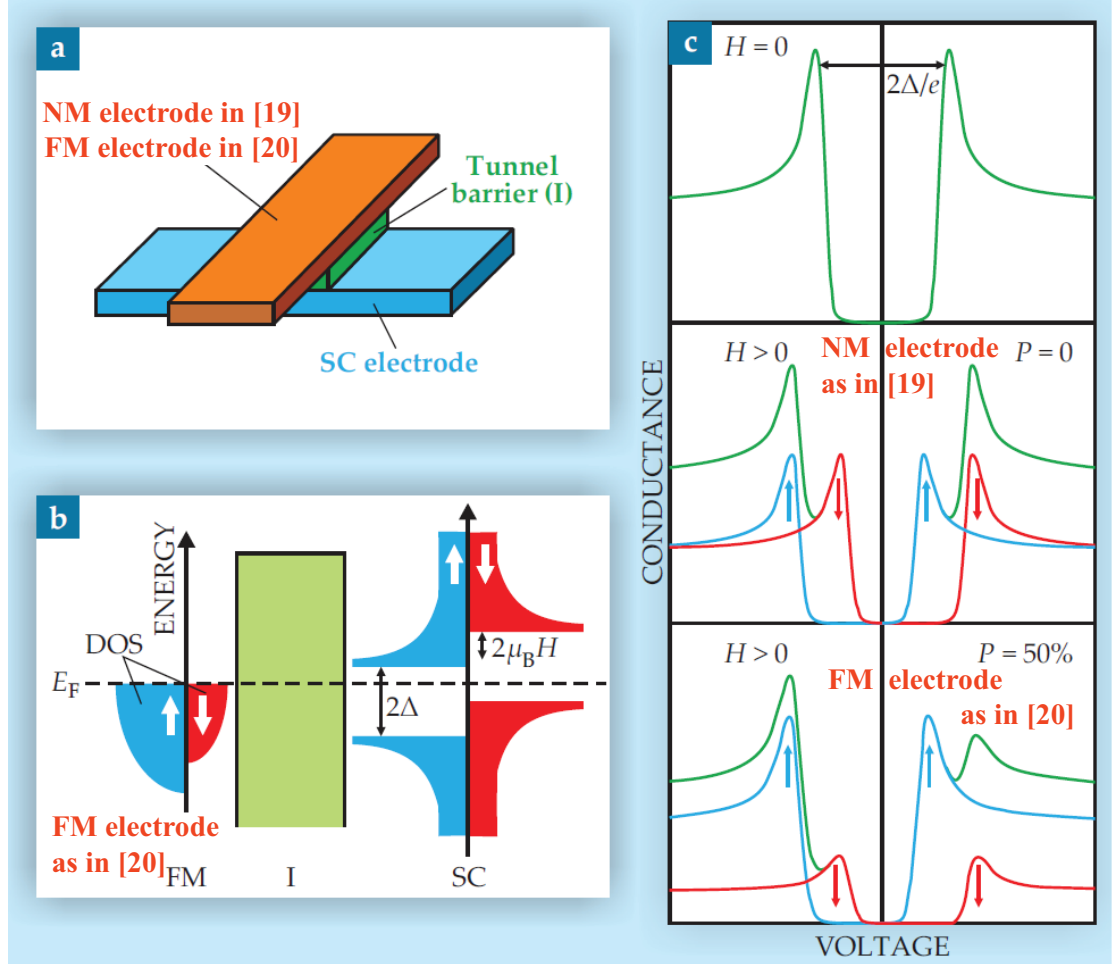 a
NM electrode in [19]
FM electrode in [20]
Tunnel
barrier (I)
SC electrode
b
ENERGY
DOS
E_F
2μ_BH
2Δ
FM electrode
as in [20]
FM
I
SC
c
H = 0
2Δ/e
H > 0
NM electrode
as in [19]
P = 0
H > 0
P = 50%
FM electrode
as in [20]
CONDUCTANCE
VOLTAGE